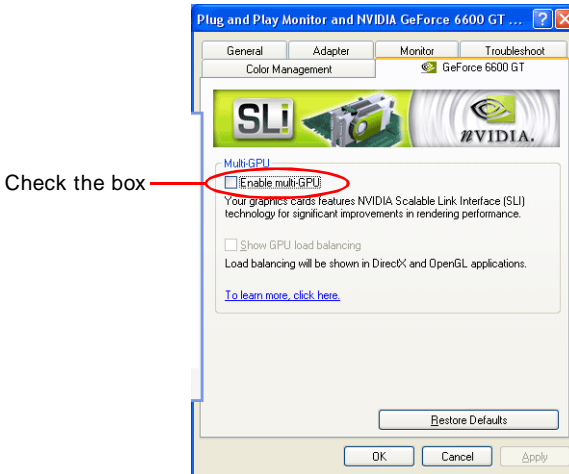 Plug and Play Monitor and NVIDIA GeForce 6600 GT ...
General Adapter Monitor Troubleshoot
Color Management GeForce 6600 GT
SLI nVIDIA.
Multi-GPU
Check the box
Enable multi-GPU
Your graphics cards features NVIDIA Scalable Link Interface (SLI)
technology for significant improvements in rendering performance.
Show GPU load balancing
Load balancing will be shown in DirectX and OpenGL applications.
To learn more, click here.
Restore Defaults
OK Cancel Apply